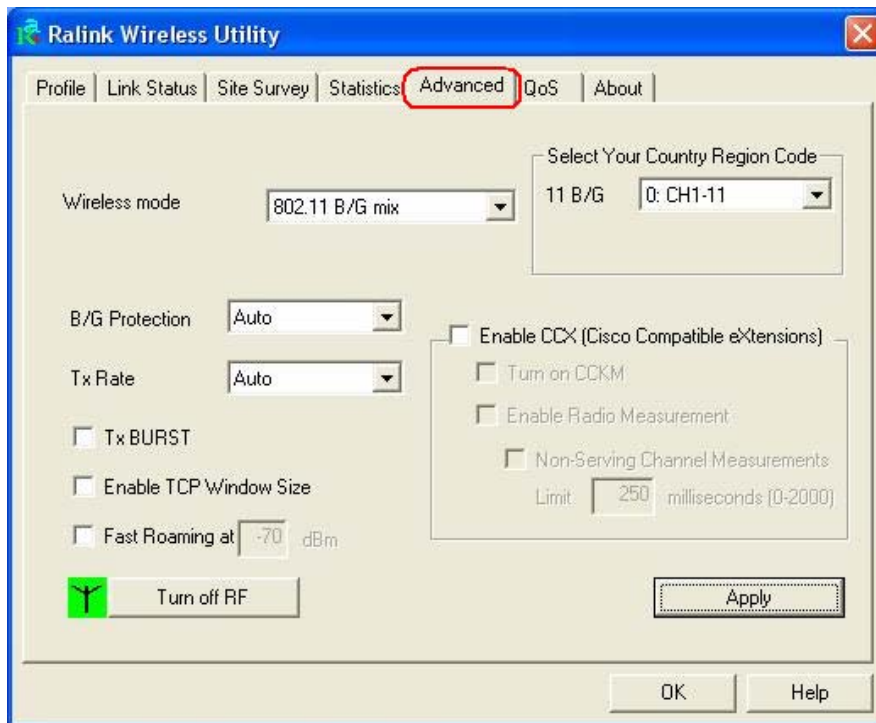 Ralink Wireless Utility
Profile
Link Status
Site Survey
Statistics
Advanced
QoS
About
Select Your Country Region Code
Wireless mode
802.11 B/G mix
11 B/G
0: CH1-11
B/G Protection
Auto
Enable CCX (Cisco Compatible eXtensions)
Tx Rate
Auto
Turn on CCKM
Enable Radio Measurement
Tx BURST
Non-Serving Channel Measurements
Enable TCP Window Size
Limit 250 milliseconds (0-2000)
Fast Roaming at -70 dBm
Turn off RF
Apply
OK
Help